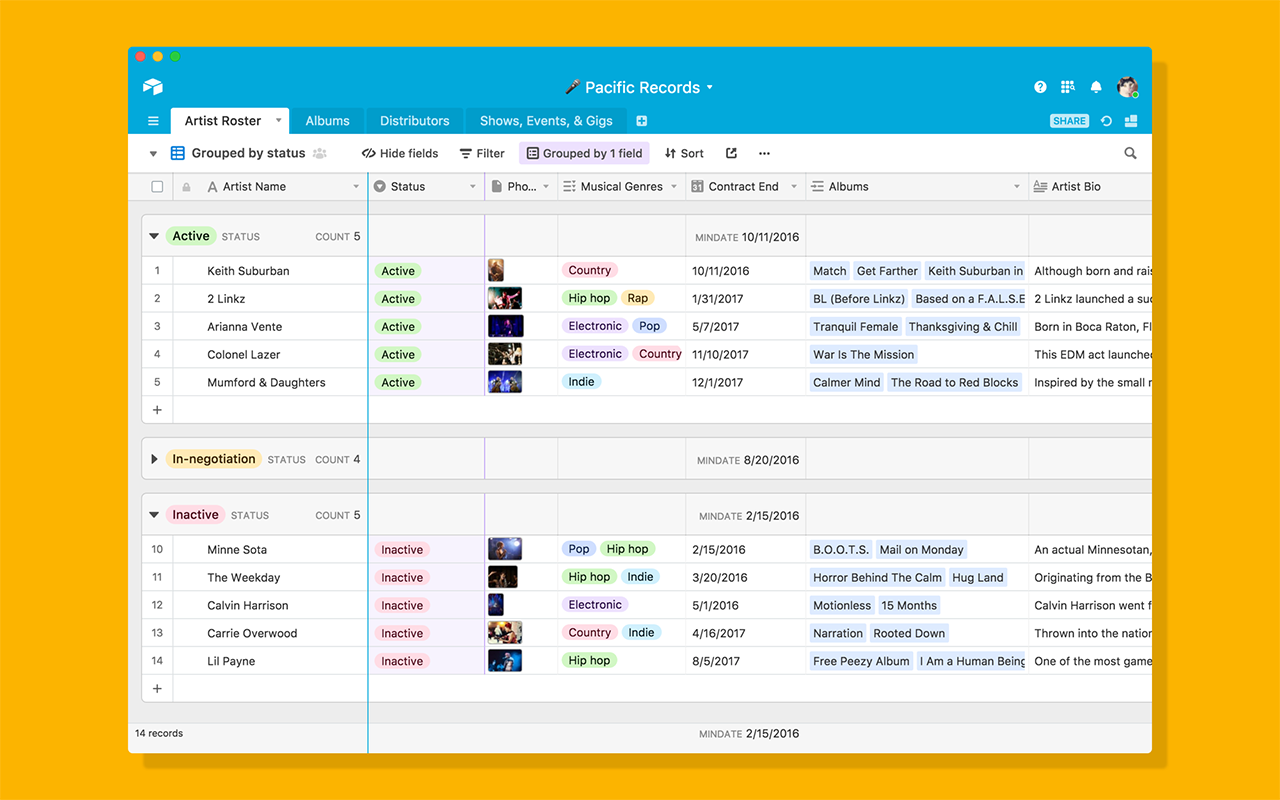 Pacific Records
Artist Roster Albums Distributors Shows, Events, & Gigs SHARE
Grouped by status Hide fields Filter Grouped by 1 field Sort
A Artist Name Status Pho... Musical Genres 31 Contract End Albums A Artist Bio
Active STATUS COUNT 5 MINDATE 10/11/2016
1 Keith Suburban Active Country 10/11/2016 Match Get Farther Keith Suburban in Although born and rais
2 2 Linkz Active Hip hop Rap 1/31/2017 BL (Before Linkz) Based on a F.A.L.S.E 2 Linkz launched a suc
3 Arianna Vente Active Electronic Pop 5/7/2017 Tranquil Female Thanksgiving & Chill Born in Boca Raton, Fl
4 Colonel Lazer Active Electronic Country 11/10/2017 War Is The Mission This EDM act launched
5 Mumford & Daughters Active Indie 12/1/2017 Calmer Mind The Road to Red Blocks Inspired by the small r
+
In-negotiation STATUS COUNT 4 MINDATE 8/20/2016
Inactive STATUS COUNT 5 MINDATE 2/15/2016
10 Minne Sota Inactive Pop Hip hop 2/15/2016 B.O.O.T.S. Mail on Monday An actual Minnesotan,
11 The Weekday Inactive Hip hop Indie 3/20/2016 Horror Behind The Calm Hug Land Originating from the B
12 Calvin Harrison Inactive Electronic 5/1/2016 Motionless 15 Months Calvin Harrison went f
13 Carrie Overwood Inactive Country Indie 4/16/2017 Narration Rooted Down Thrown into the nation
14 Lil Payne Inactive Hip hop 8/5/2017 Free Peezy Album I Am a Human Being One of the most game
+
14 records MINDATE 2/15/2016